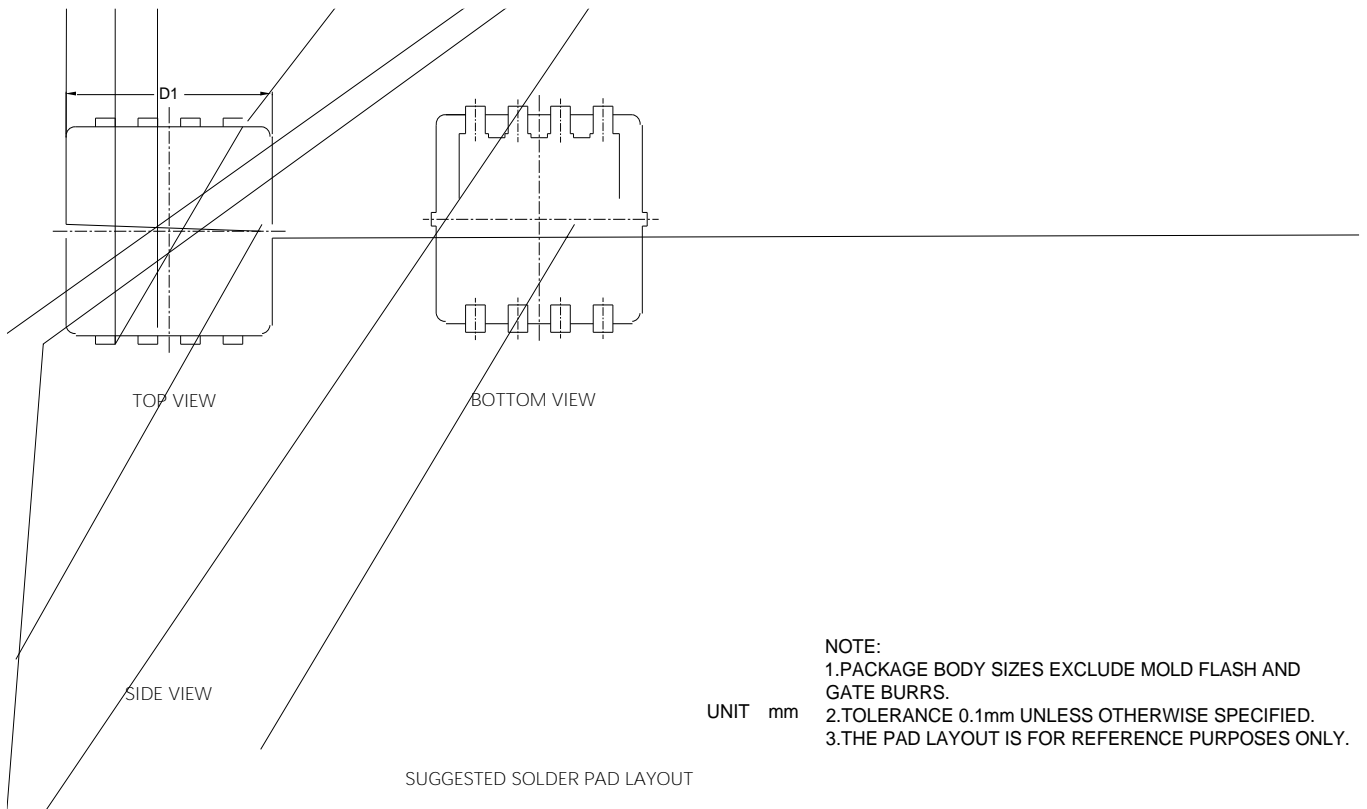 D1
TOP VIEW
BOTTOM VIEW
SIDE VIEW
SUGGESTED SOLDER PAD LAYOUT
UNIT mm
NOTE:
1.PACKAGE BODY SIZES EXCLUDE MOLD FLASH AND
GATE BURRS.
2.TOLERANCE 0.1mm UNLESS OTHERWISE SPECIFIED.
3.THE PAD LAYOUT IS FOR REFERENCE PURPOSES ONLY.